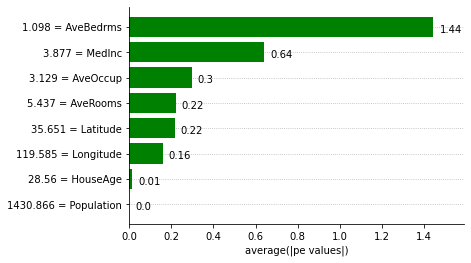 1.098 = AveBedrms 1.44
3.877 = MedInc 0.64
3.129 = AveOccup 0.3
5.437 = AveRooms 0.22
35.651 = Latitude 0.22
119.585 = Longitude 0.16
28.56 = HouseAge 0.01
1430.866 = Population 0.0
0.0 0.2 0.4 0.6 0.8 1.0 1.2 1.4
average(|pe values|)